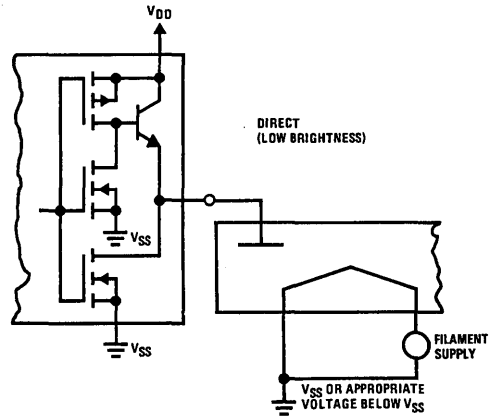 VDD
DIRECT
(LOW BRIGHTNESS)
VSS
VSS
FILAMENT
SUPPLY
VSS OR APPROPRIATE
VOLTAGE BELOW VSS